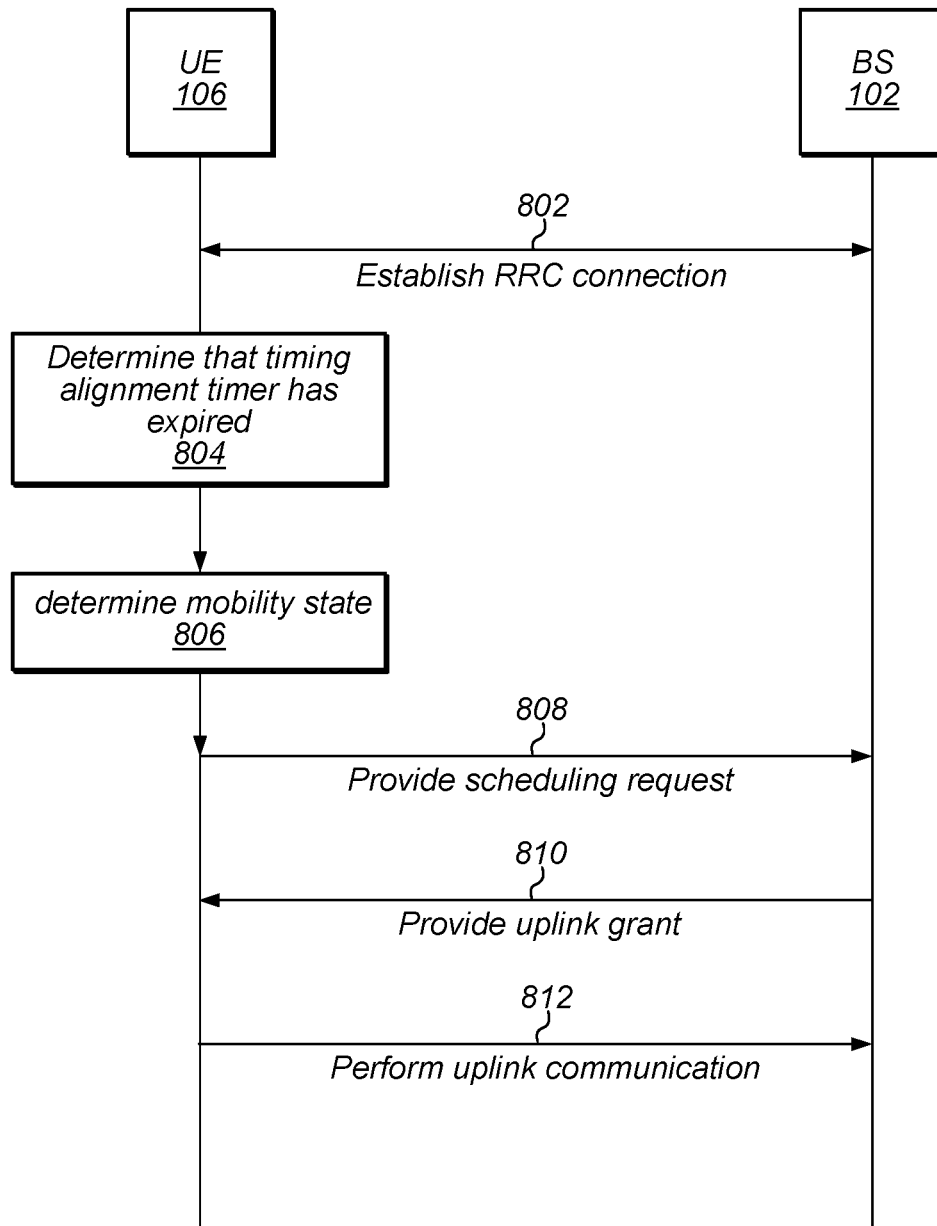 UE
106
BS
102
802
Establish RRC connection
Determine that timing
alignment timer has
expired
804
determine mobility state
806
808
Provide scheduling request
810
Provide uplink grant
812
Perform uplink communication